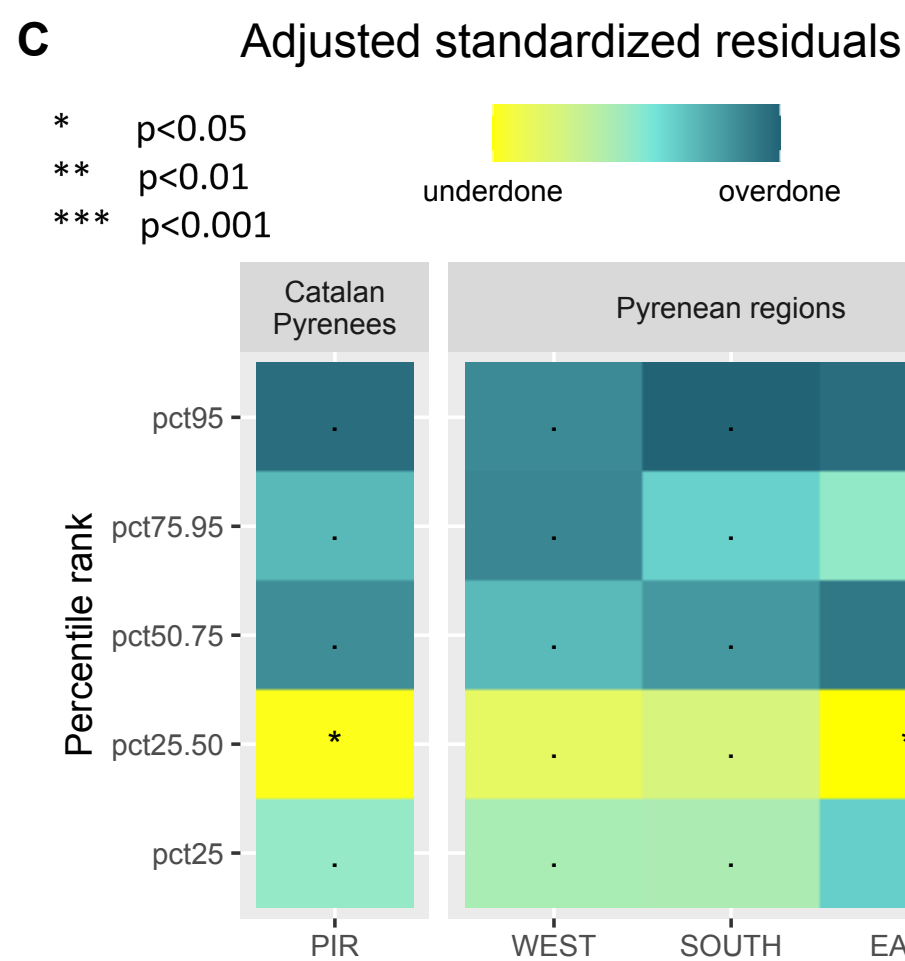 C
Adjusted standardized residuals
* p<0.05
** p<0.01
*** p<0.001
underdone overdone
Catalan
Pyrenees
Pyrenean regions
Percentile rank
pct95
. . .
pct75.95
. . .
pct50.75
. . .
pct25.50
* . . *
pct25
. . .
PIR WEST SOUTH EA